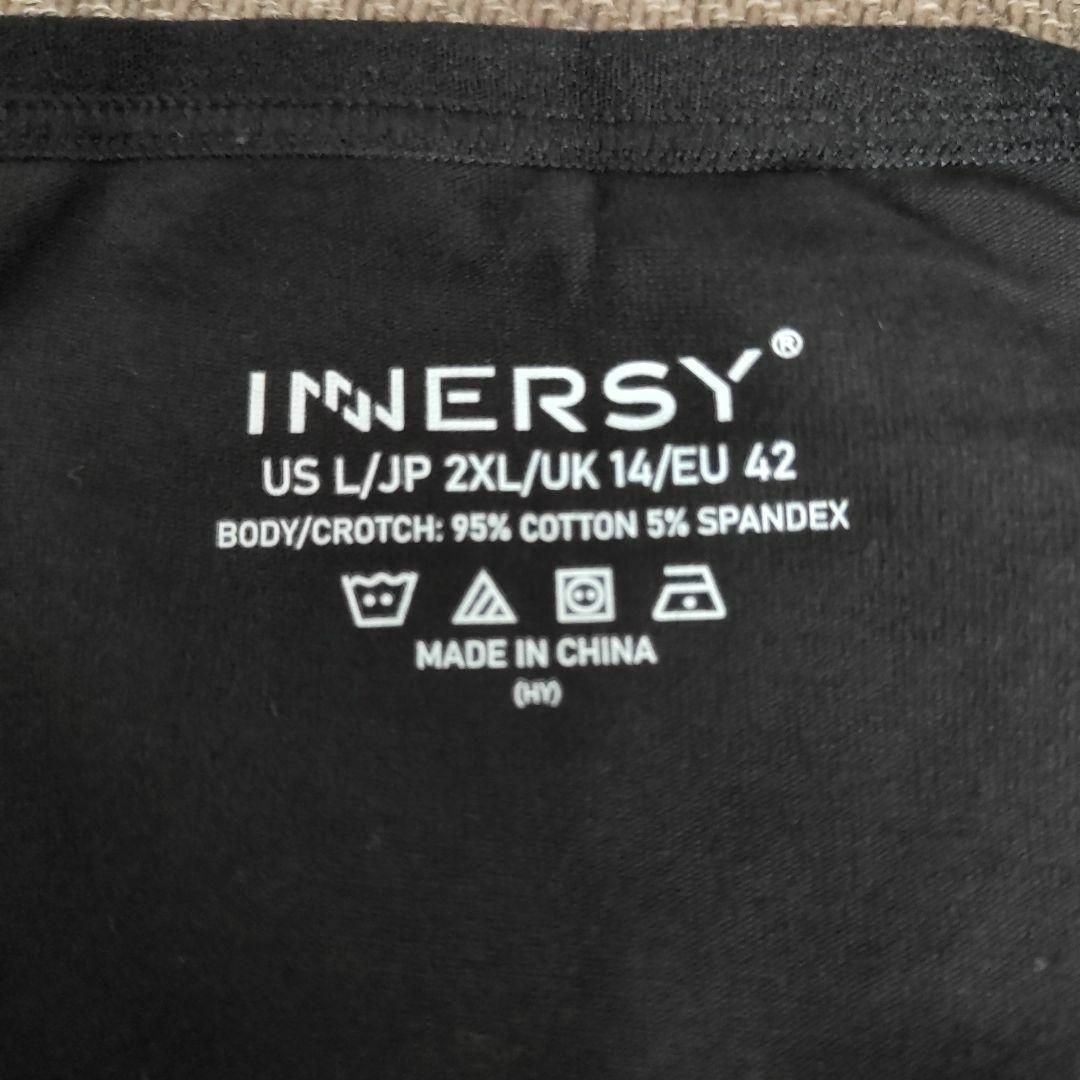 INNERSY®
US L/JP 2XL/UK 14/EU 42
BODY/CROTCH: 95% COTTON 5% SPANDEX
MADE IN CHINA
(HY)